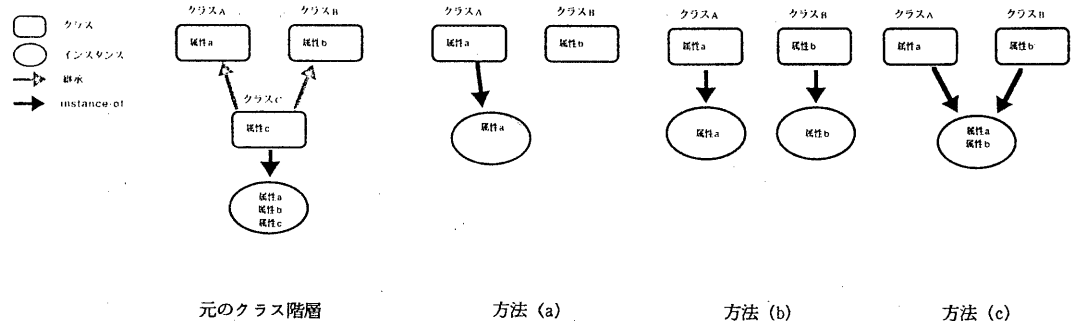 クラス
インスタンス
継承
instance-of
クラスA
属性a
クラスB
属性b
クラスC
属性c
属性a
属性b
属性c
元のクラス階層
クラスA
属性a
属性b
属性a
方法（a）
クラスA
属性a
クラスB
属性b
属性a
属性b
方法（b）
クラスA
属性a
クラスB
属性b
属性a
属性b
方法（c）